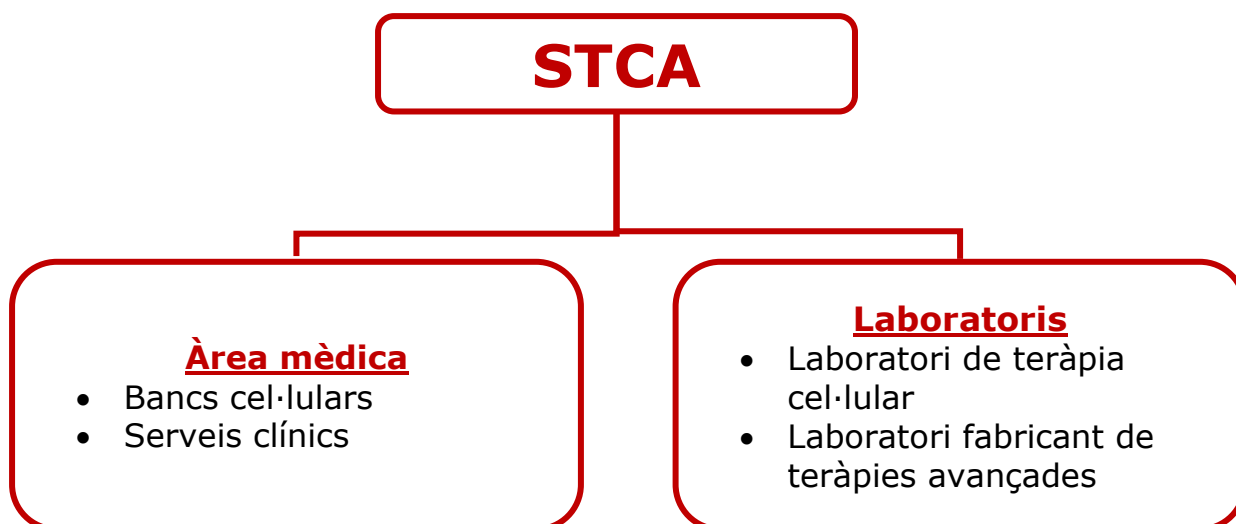 STCA
Àrea mèdica
• Bancs cel·lulars
• Serveis clínics
Laboratoris
• Laboratori de teràpia
cel·lular
• Laboratori fabricant de
teràpies avançades